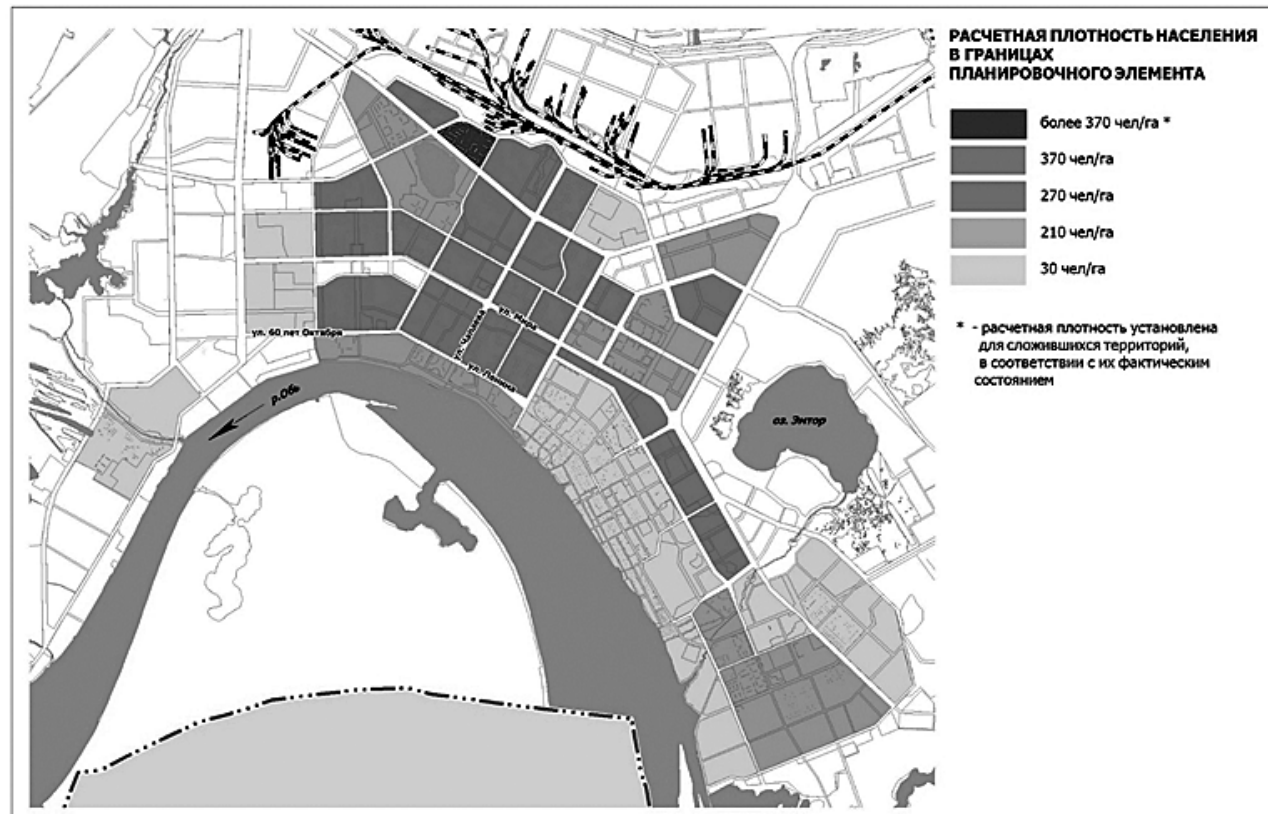 РАСЧЕТНАЯ ПЛОТНОСТЬ НАСЕЛЕНИЯ
В ГРАНИЦАХ
ПЛАНИРОВОЧНОГО ЭЛЕМЕНТА
более 370 чел/га *
370 чел/га
270 чел/га
210 чел/га
30 чел/га
* - расчетная плотность установлена
для сложившихся территорий,
в соответствии с их фактическим
состоянием
ул. 60 лет Октября
ул. Чапаева
ул. Мира
ул. Ленина
р.Обь
оз. Эмтор